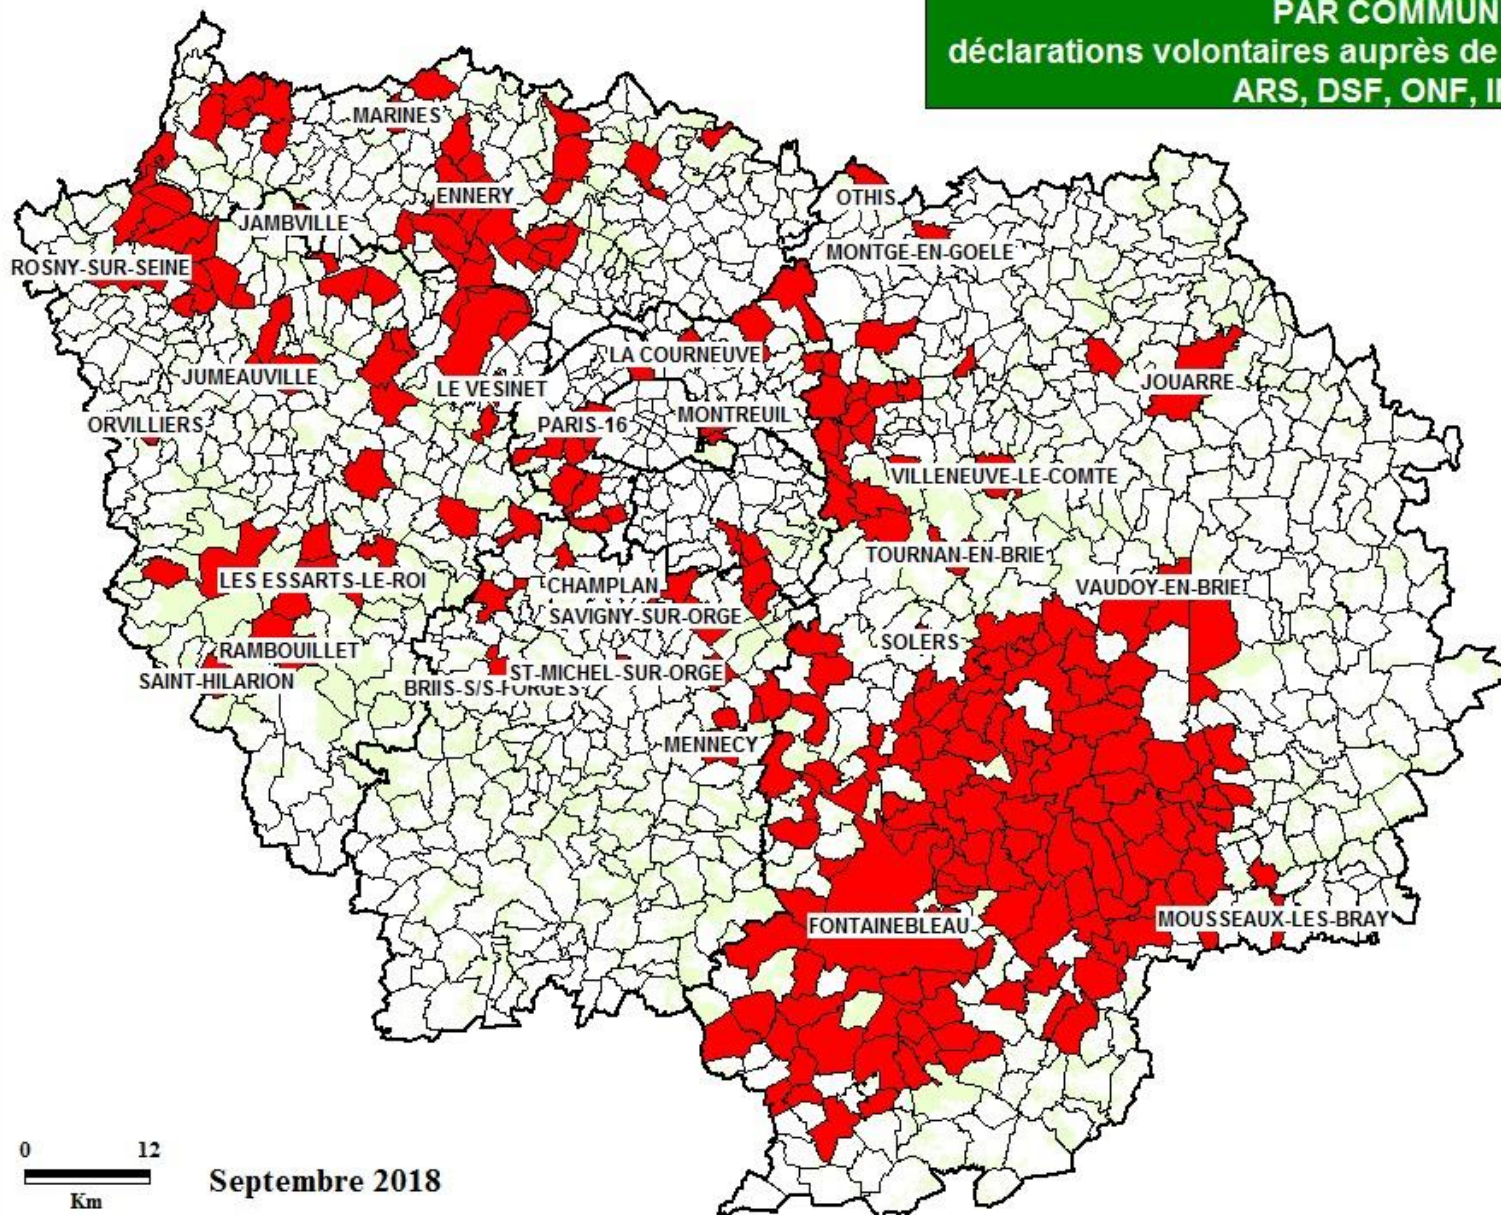 PAR COMMUN
déclarations volontaires auprès de
ARS, DSF, ONF, I
MARINES
ENNERY
JAMBVILLE
OTHIS
MONTGE-EN-GOELE
ROSNY-SUR-SEINE
LA COURNEUVE
JUMEAUVILLE
LE VESINET
JOUARRE
ORVILLIERS
PARIS-16
MONTREUIL
VILLENEUVE-LE-COMTE
TOURNAN-EN-BRIE
LES ESSARTS-LE-ROI
CHAMPLAN
VAUDOY-EN-BRIE
SAVIGNY-SUR-ORGE
SOLERS
RAMBOUILLET
ST-MICHEL-SUR-ORGE
SAINT-HILARION
BRIIS-S/S-FORGES
MENNECY
FONTAINEBLEAU
MOUSSEAUX-LES-BRAY
0 12
Km
Septembre 2018